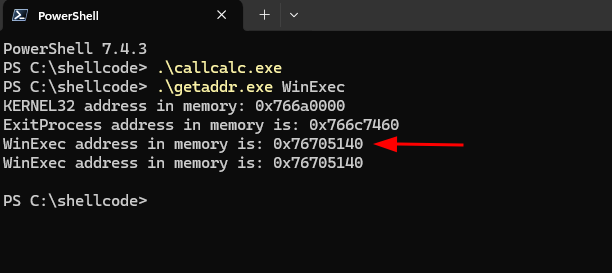 PowerShell
PowerShell 7.4.3
PS C:\shellcode> .\callcalc.exe
PS C:\shellcode> .\getaddr.exe WinExec
KERNEL32 address in memory: 0x766a0000
ExitProcess address in memory is: 0x766c7460
WinExec address in memory is: 0x76705140
WinExec address in memory is: 0x76705140
PS C:\shellcode>